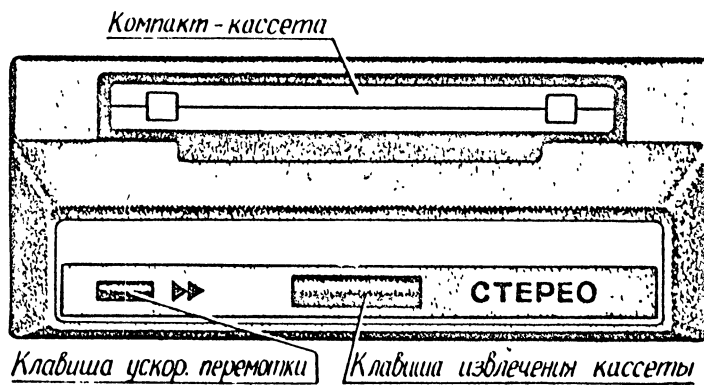 Компакт-кассета
СТЕРЕО
Клавиша ускор. перемотки
Клавиша извлечения кассеты